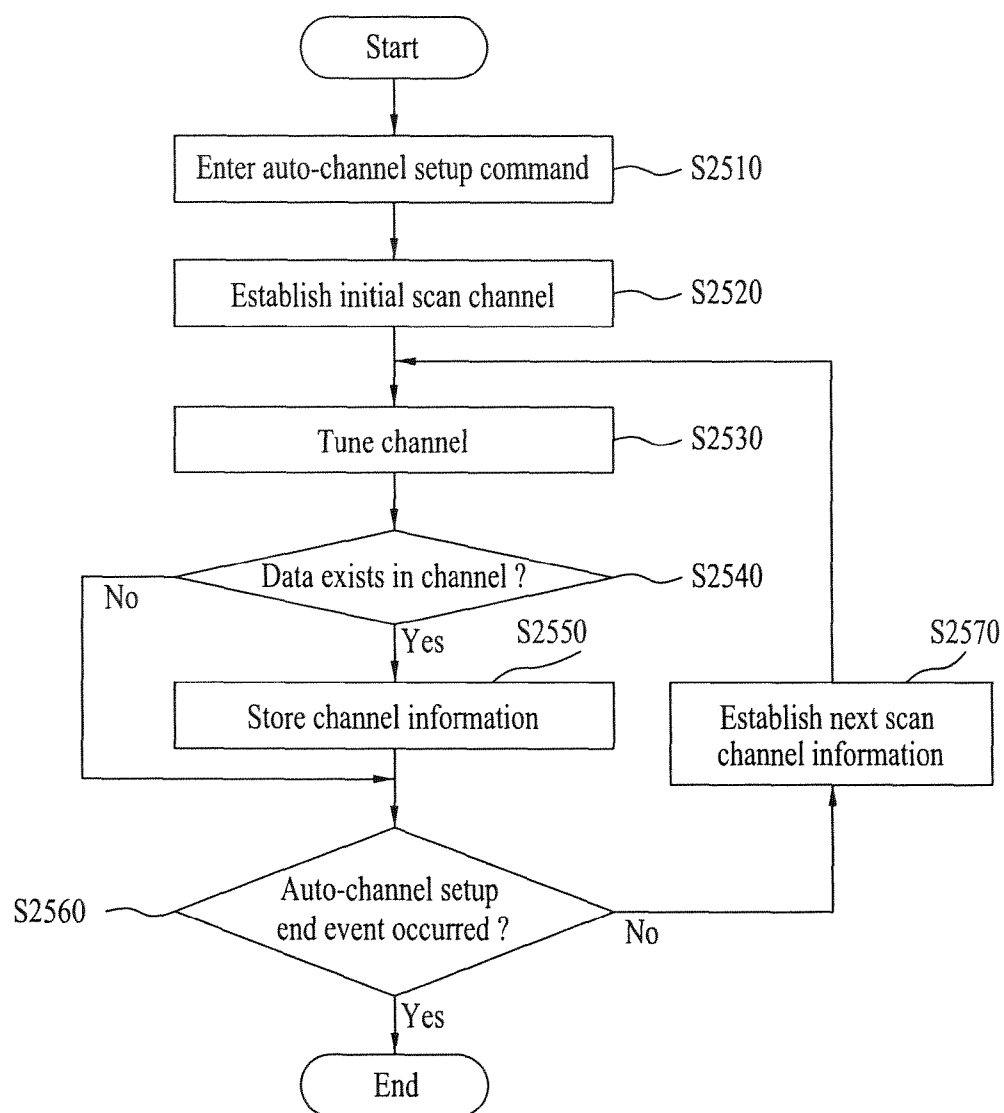 Start
Enter auto-channel setup command
S2510
Establish initial scan channel
S2520
Tune channel
S2530
Data exists in channel ?
S2540
No
Yes
S2550
Store channel information
S2570
Establish next scan
channel information
Auto-channel setup
end event occurred ?
S2560
No
Yes
End